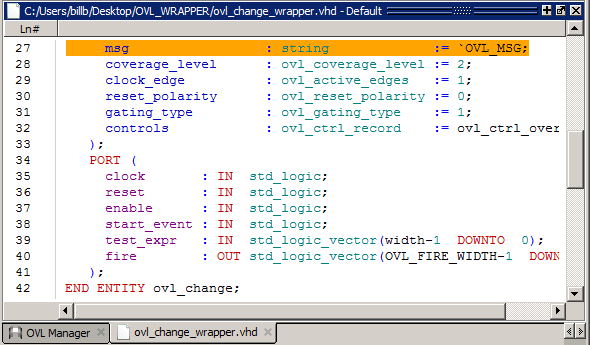 C:/Users/billb/Desktop/OVL_WRAPPER/ovl_change_wrapper.vhd - Default
Ln#
27 msg : string := `OVL_MSG;
28 coverage_level : ovl_coverage_level := 2;
29 clock_edge : ovl_active_edges := 1;
30 reset_polarity : ovl_reset_polarity := 0;
31 gating_type : ovl_gating_type := 1;
32 controls : ovl_ctrl_record := ovl_ctrl_over
33 );
34 PORT (
35 clock : IN std_logic;
36 reset : IN std_logic;
37 enable : IN std_logic;
38 start_event : IN std_logic;
39 test_expr : IN std_logic_vector(width-1 DOWNTO 0);
40 fire : OUT std_logic_vector(OVL_FIRE_WIDTH-1 DOWN
41 );
42 END ENTITY ovl_change;
OVL Manager ovl_change_wrapper.vhd